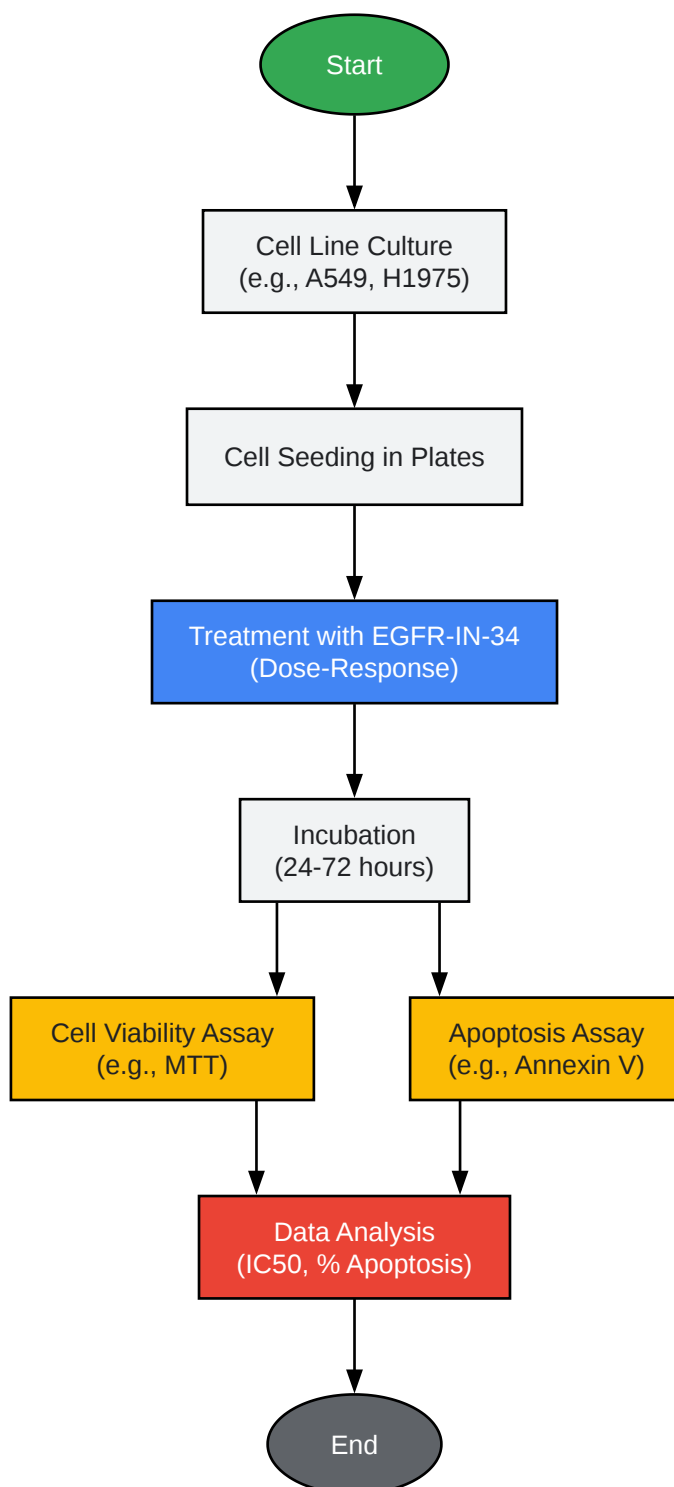 Start
Cell Line Culture
(e.g., A549, H1975)
Cell Seeding in Plates
Treatment with EGFR-IN-34
(Dose-Response)
Incubation
(24-72 hours)
Cell Viability Assay
(e.g., MTT)
Apoptosis Assay
(e.g., Annexin V)
Data Analysis
(IC50, % Apoptosis)
End